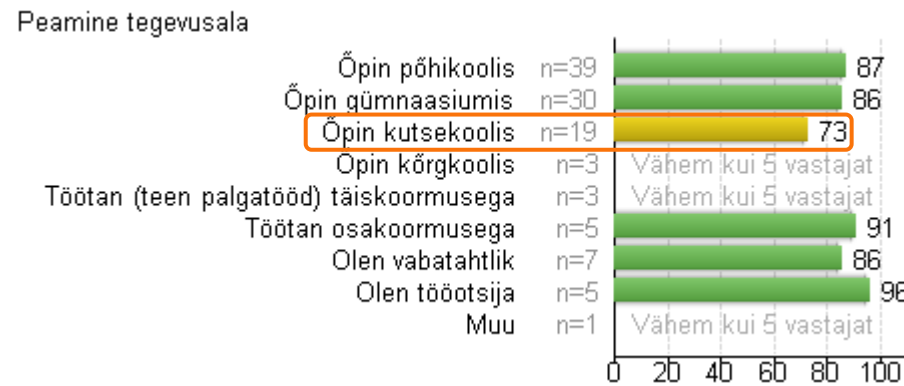 Peamine tegevusala
Õpin põhikoolis n=39 87
Õpin gümnaasiumis n=30 86
Õpin kutsekoolis n=19 73
Õpin kõrgkoolis n=3 Vähem kui 5 vastajat
Töötan (teen palgatööd) täiskoormusega n=3 Vähem kui 5 vastajat
Töötan osakoormusega n=5 91
Olen vabatahtlik n=7 86
Olen tööotsija n=5 96
Muu n=1 Vähem kui 5 vastajat
0 20 40 60 80 100